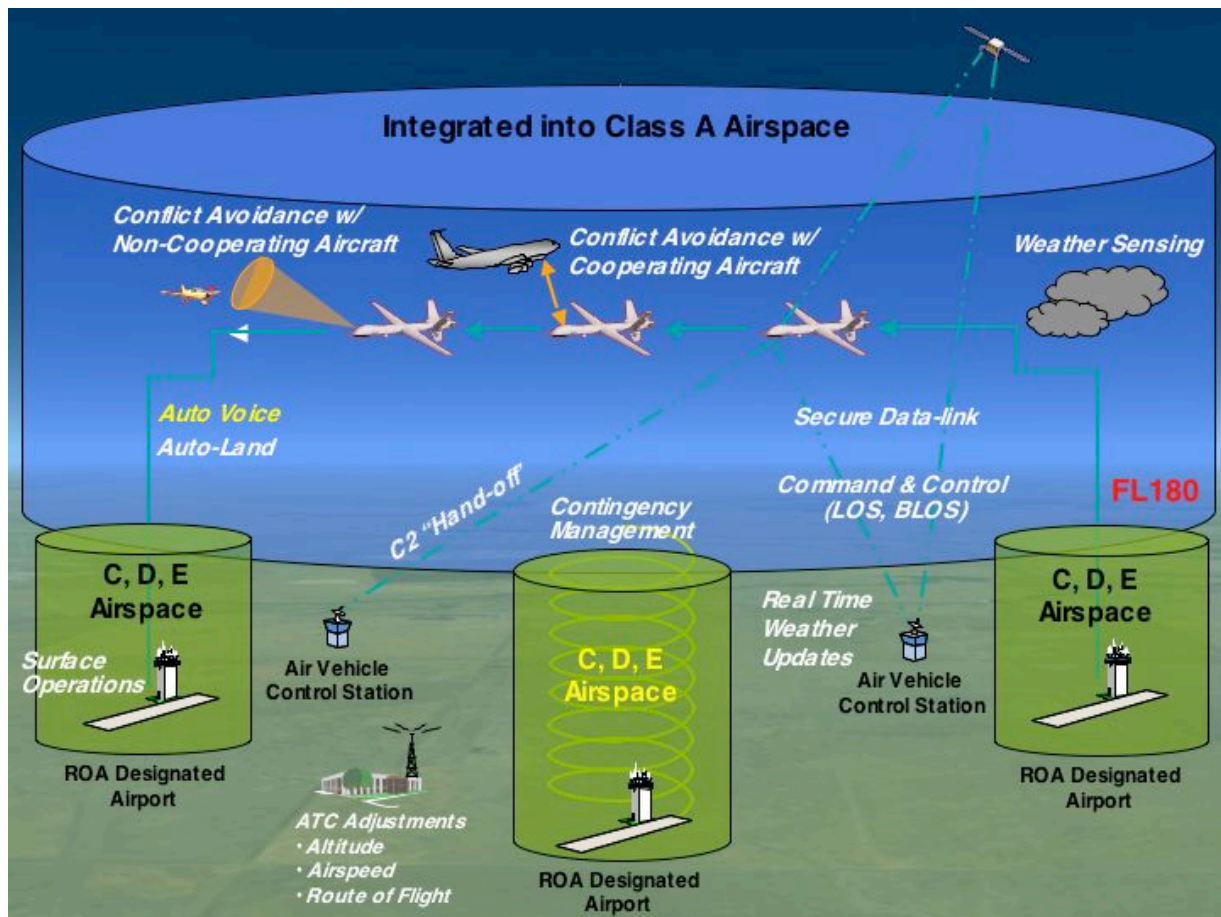 Integrated into Class A Airspace
Conflict Avoidance w/
Non-Cooperating Aircraft
Conflict Avoidance w/
Cooperating Aircraft
Weather Sensing
Auto Voice
Auto-Land
Secure Data-link
Command & Control
(LOS, BLOS)
FL180
C2 "Hand-off'
Contingency
Management
C, D, E
Airspace
Surface
Operations
Air Vehicle
Control Station
C, D, E
Airspace
Real Time
Weather
Updates
Air Vehicle
Control Station
C, D, E
Airspace
ROA Designated
Airport
ATC Adjustments
• Altitude
• Airspeed
• Route of Flight
ROA Designated
Airport
ROA Designated
Airport